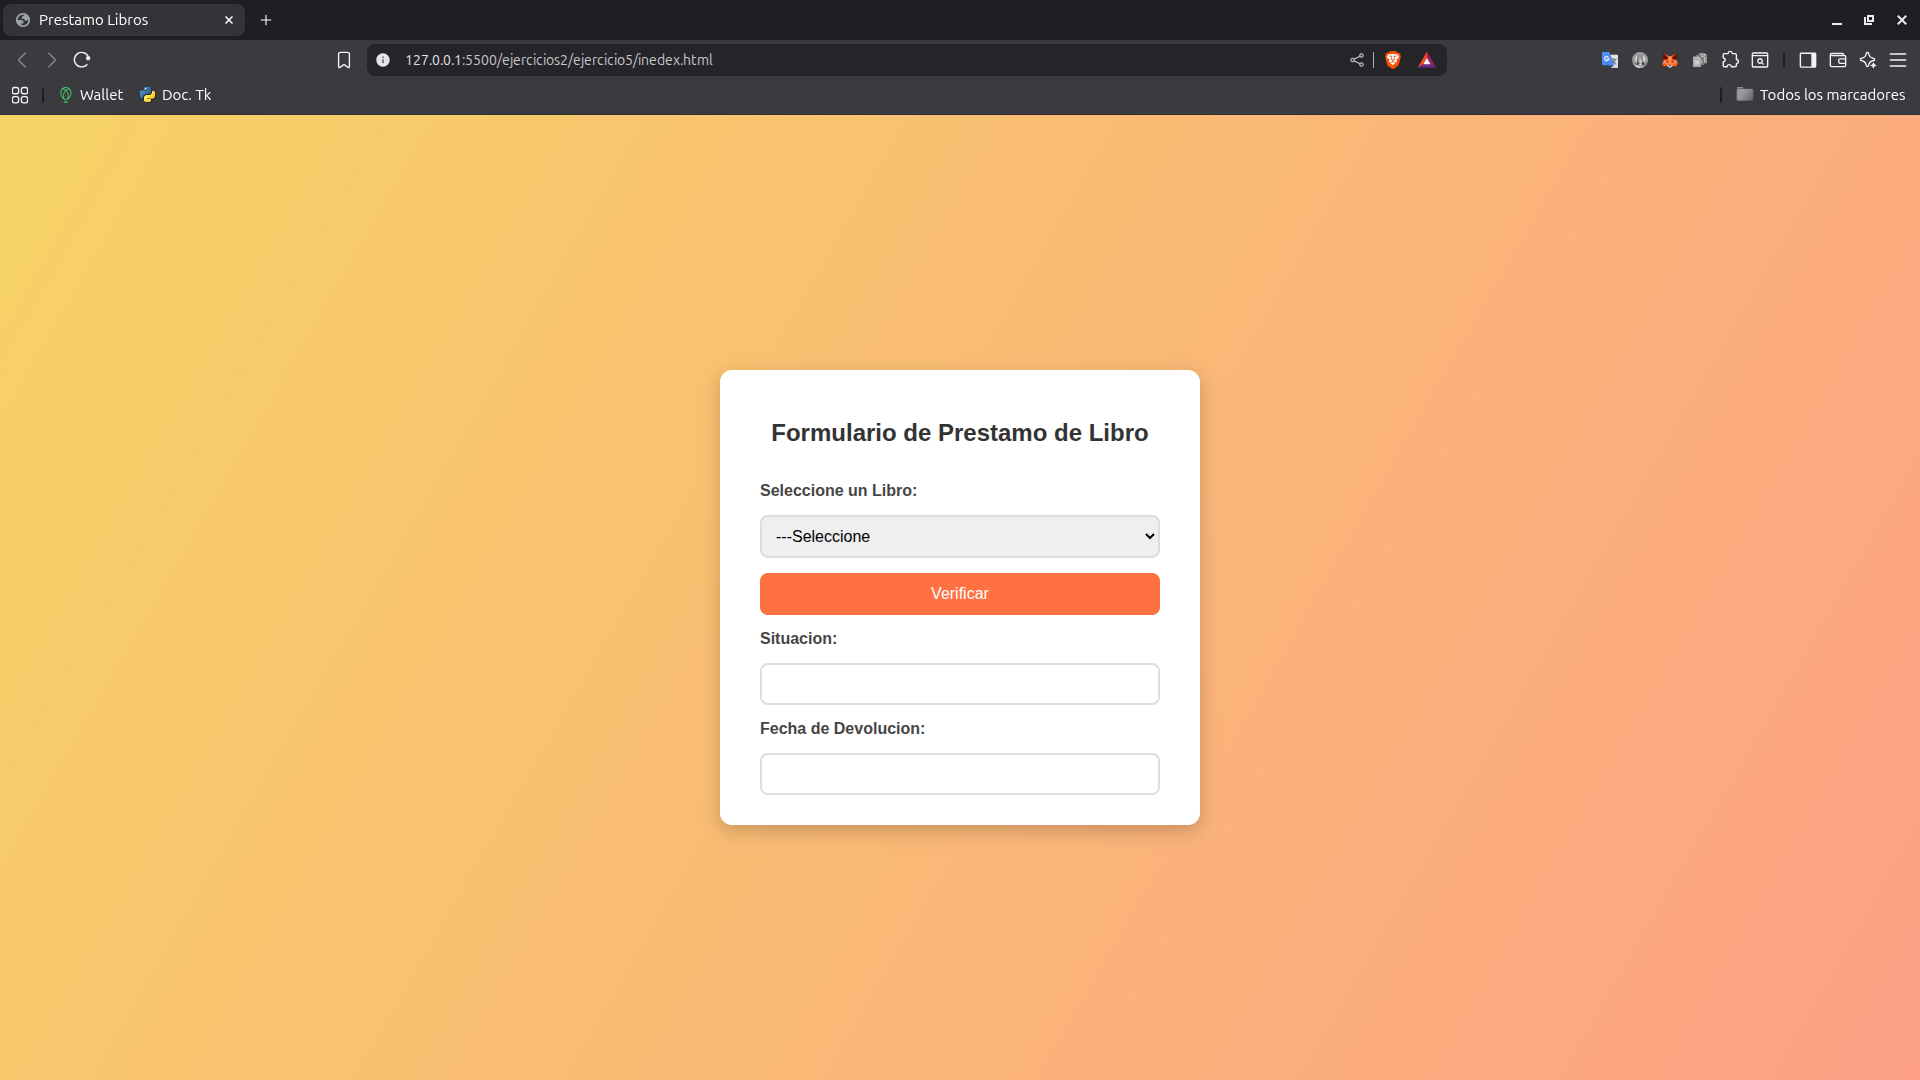 Prestamo Libros
127.0.0.1:5500/ejercicios2/ejercicio5/inedex.html
Wallet
Doc. Tk
Todos los marcadores
Formulario de Prestamo de Libro
Seleccione un Libro:
---Seleccione
Verificar
Situacion:
Fecha de Devolucion: